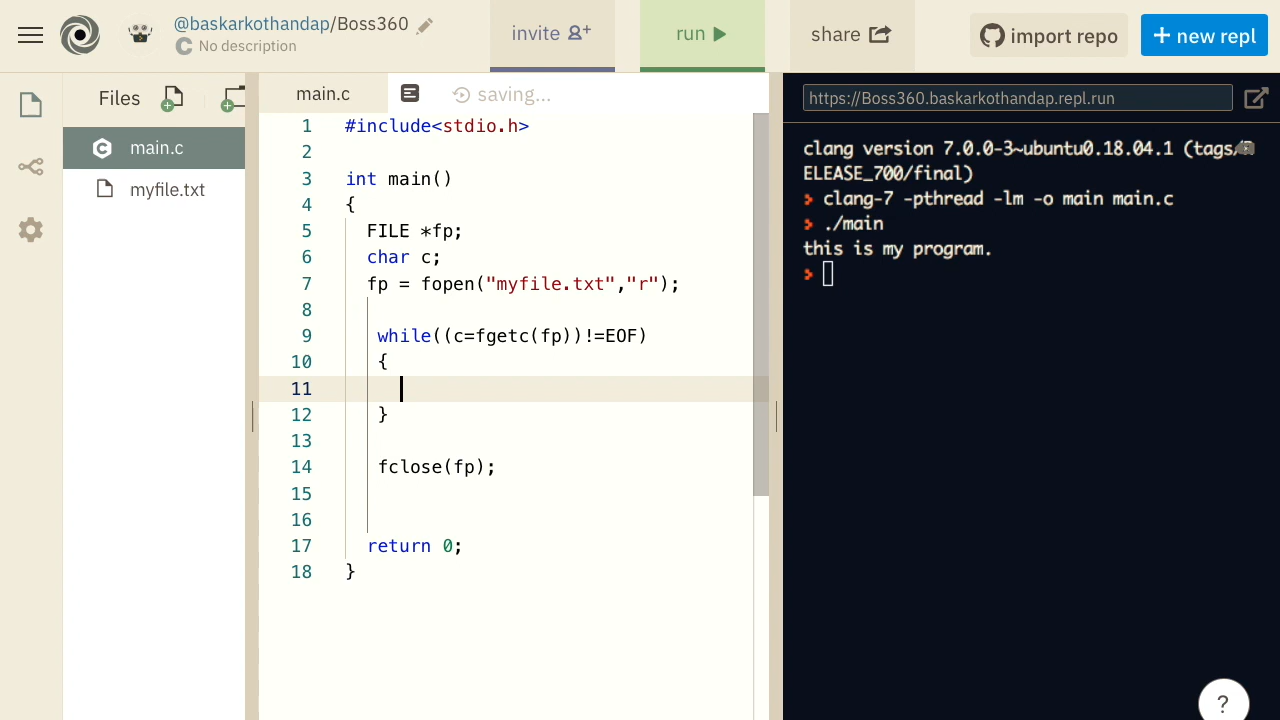 @baskarkothandap/Boss360
No description
invite
run
share
import repo
+ new repl
Files
main.c
myfile.txt
main.c
saving...
1 #include<stdio.h>
2
3 int main()
4 {
5 FILE *fp;
6 char c;
7 fp = fopen("myfile.txt","r");
8
9 while((c=fgetc(fp))!=EOF)
10 {
11
12 }
13
14 fclose(fp);
15
16
17 return 0;
18 }
https://Boss360.baskarkothandap.repl.run
clang version 7.0.0-3~ubuntu0.18.04.1 (tags/
ELEASE_700/final)
> clang-7 -pthread -lm -o main main.c
> ./main
this is my program.
>
?